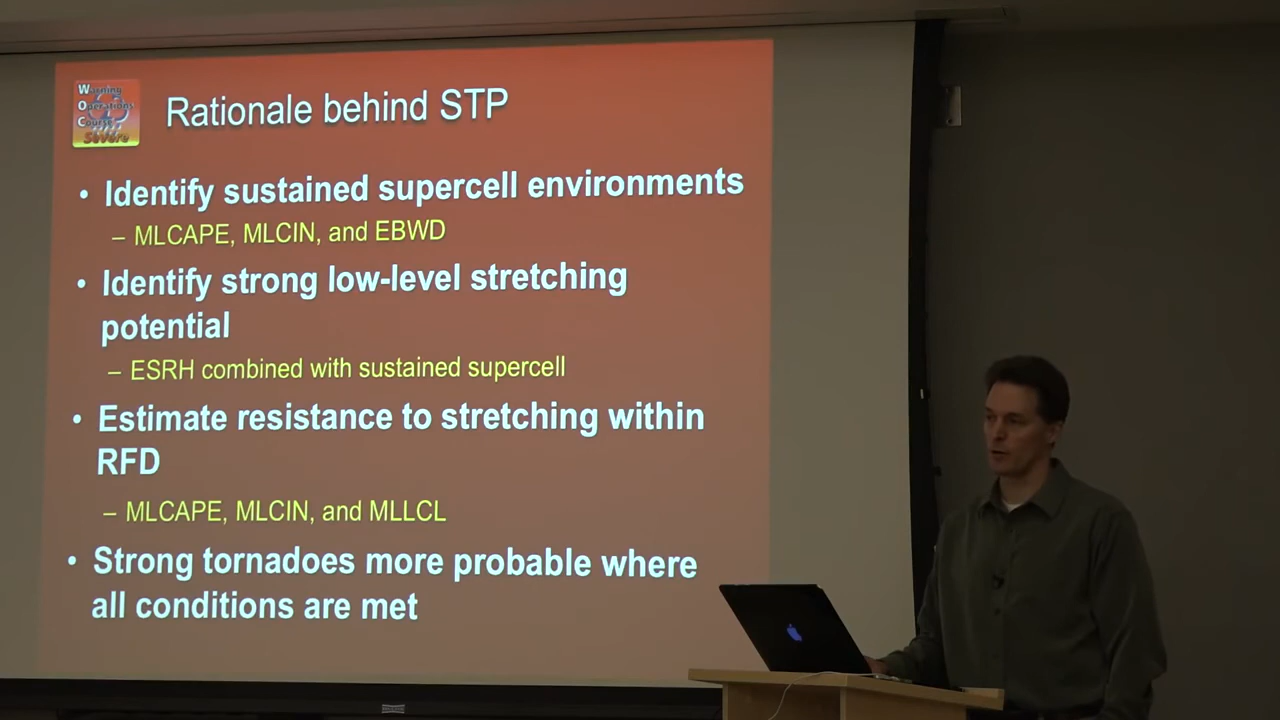 Warning
Operations
Course
Severe
Rationale behind STP
• Identify sustained supercell environments
– MLCAPE, MLCIN, and EBWD
• Identify strong low-level stretching
potential
– ESRH combined with sustained supercell
• Estimate resistance to stretching within
RFD
– MLCAPE, MLCIN, and MLLCL
• Strong tornadoes more probable where
all conditions are met